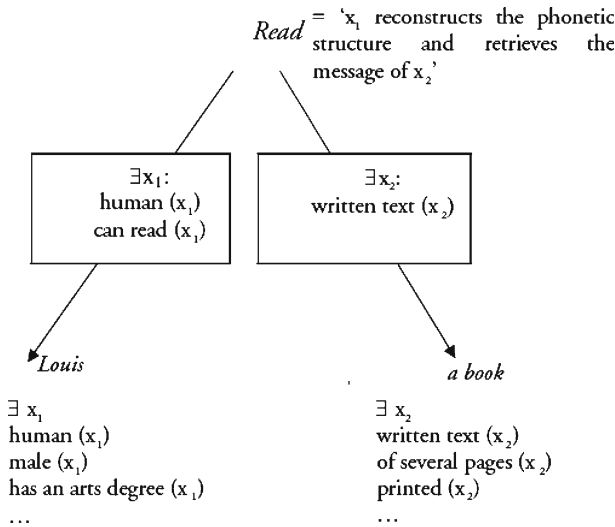 Read = ‘x₁ reconstructs the phonetic
structure and retrieves the
message of x₂’
∃x₁:
human (x₁)
can read (x₁)
∃x₂:
written text (x₂)
Louis
a book
∃ x₁
human (x₁)
male (x₁)
has an arts degree (x₁)
…
∃ x₂
written text (x₂)
of several pages (x₂)
printed (x₂)
…